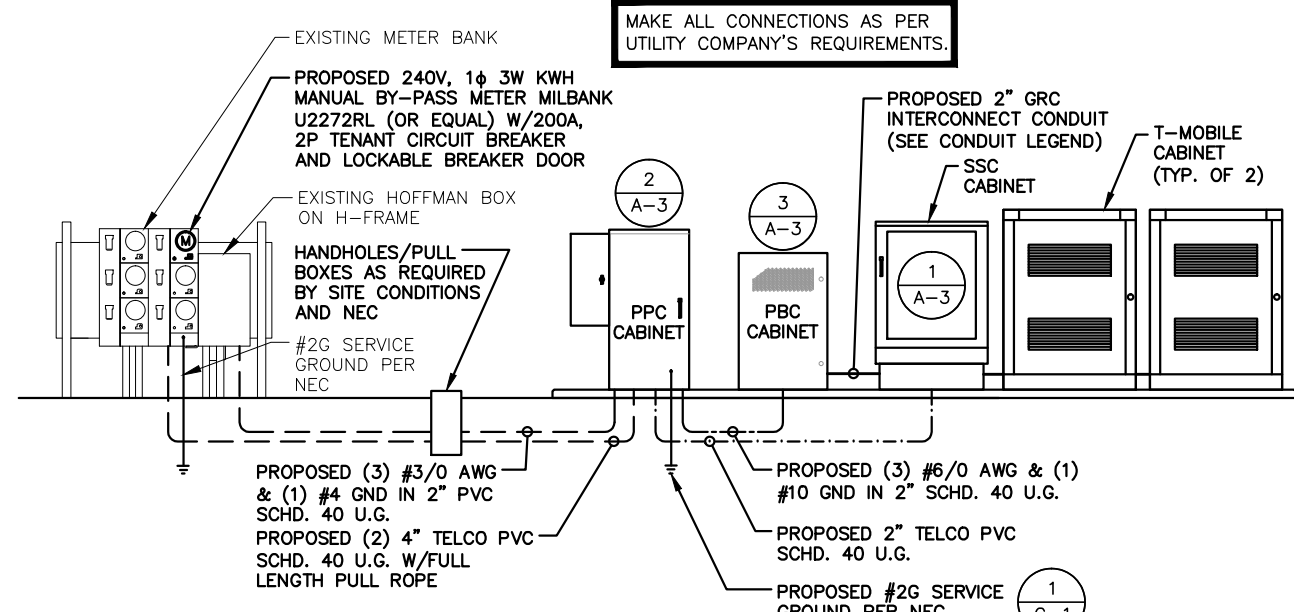 MAKE ALL CONNECTIONS AS PER
UTILITY COMPANY'S REQUIREMENTS.
EXISTING METER BANK
PROPOSED 240V, 1ϕ 3W KWH
MANUAL BY-PASS METER MILBANK
U2272RL (OR EQUAL) W/200A,
2P TENANT CIRCUIT BREAKER
AND LOCKABLE BREAKER DOOR
EXISTING HOFFMAN BOX
ON H-FRAME
HANDHOLES/PULL
BOXES AS REQUIRED
BY SITE CONDITIONS
AND NEC
#2G SERVICE
GROUND PER
NEC
M
2
A-3
3
A-3
PROPOSED 2" GRC
INTERCONNECT CONDUIT
(SEE CONDUIT LEGEND)
SSC
CABINET
T-MOBILE
CABINET
(TYP. OF 2)
1
A-3
PPC
CABINET
PBC
CABINET
PROPOSED (3) #3/0 AWG
& (1) #4 GND IN 2" PVC
SCHD. 40 U.G.
PROPOSED (2) 4" TELCO PVC
SCHD. 40 U.G. W/FULL
LENGTH PULL ROPE
PROPOSED (3) #6/0 AWG & (1)
#10 GND IN 2" SCHD. 40 U.G.
PROPOSED 2" TELCO PVC
SCHD. 40 U.G.
PROPOSED #2G SERVICE
GROUND PER NEC
1